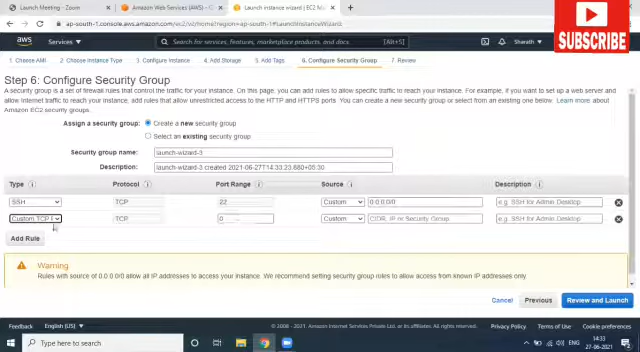 Launch Meeting - Zoom
Amazon Web Services (AWS) - C
Launch instance wizard | EC2 M
ap-south-1.console.aws.amazon.com/ec2/v2/home?region=ap-south-1#LaunchInstanceWizard:
SUBSCRIBE
aws
Services
Search for services, features, marketplace products, and docs
[Alt+S]
Sharath
1. Choose AMI
2. Choose Instance Type
3. Configure Instance
4. Add Storage
5. Add Tags
6. Configure Security Group
7. Review
Step 6: Configure Security Group
A security group is a set of firewall rules that control the traffic for your instance. On this page, you can add rules to allow specific traffic to reach your instance. For example, if you want to set up a web server and
allow Internet traffic to reach your instance, add rules that allow unrestricted access to the HTTP and HTTPS ports. You can create a new security group or select from an existing one below. Learn more about
Amazon EC2 security groups.
Assign a security group:
Create a new security group
Select an existing security group
Security group name:
launch-wizard-3
Description:
launch-wizard-3 created 2021-06-27T14:33:23.880+05:30
Type
Protocol
Port Range
Source
Description
SSH
TCP
22
Custom
0.0.0.0/0
e.g. SSH for Admin Desktop
Custom TCP
TCP
0
Custom
CIDR, IP or Security Group
e.g. SSH for Admin Desktop
Add Rule
Warning
Rules with source of 0.0.0.0/0 allow all IP addresses to access your instance. We recommend setting security group rules to allow access from known IP addresses only.
Cancel
Previous
Review and Launch
Feedback
English (US)
© 2008 - 2021, Amazon Internet Services Private Ltd. or its affiliates. All rights reserved.
Privacy Policy
Terms of Use
Cookie preferences
Type here to search
ENG
14:33
27-06-2021